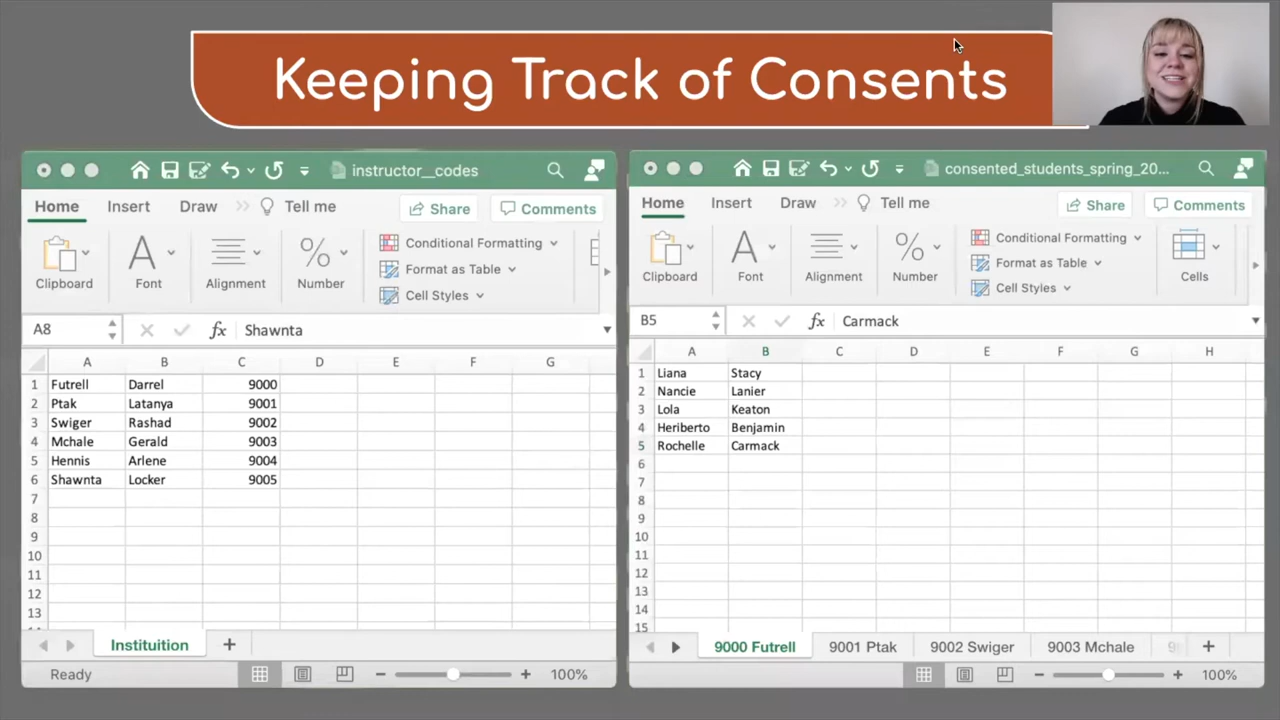 Keeping Track of Consents
instructor_codes
Home Insert Draw Tell me Share Comments
Clipboard Font Alignment Number
Conditional Formatting
Format as Table
Cell Styles
A8 fx Shawnta
A B C D E F G
1 Futrell Darrel 9000
2 Ptak Latanya 9001
3 Swiger Rashad 9002
4 Mchale Gerald 9003
5 Hennis Arlene 9004
6 Shawnta Locker 9005
7
8
9
10
11
12
13
Instituition +
Ready 100%
consented_students_spring_20...
Home Insert Draw Tell me Share Comments
Clipboard Font Alignment Number
Conditional Formatting
Format as Table
Cell Styles
Cells
B5 fx Carmack
A B C D E F G H
1 Liana Stacy
2 Nancie Lanier
3 Lola Keaton
4 Heriberto Benjamin
5 Rochelle Carmack
6
7
8
9
10
11
12
13
14
15
9000 Futrell 9001 Ptak 9002 Swiger 9003 Mchale +
100%